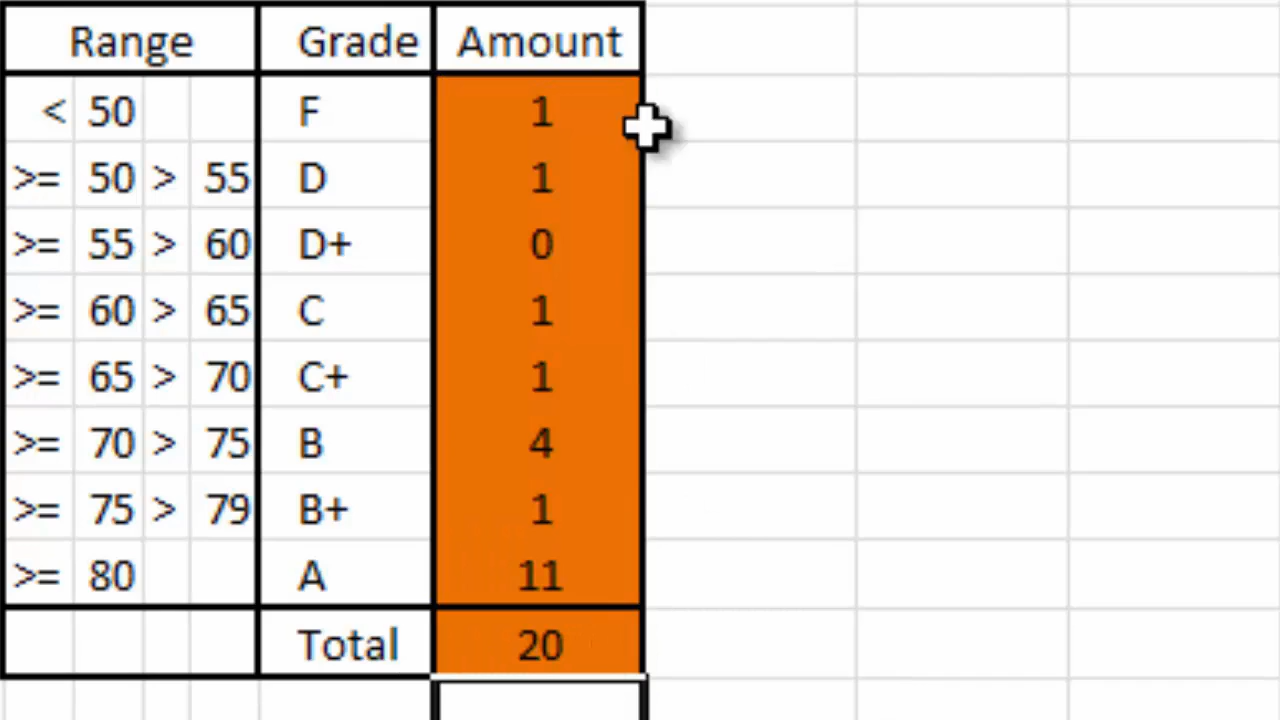 Range Grade Amount
< 50 F 1
>= 50 > 55 D 1
>= 55 > 60 D+ 0
>= 60 > 65 C 1
>= 65 > 70 C+ 1
>= 70 > 75 B 4
>= 75 > 79 B+ 1
>= 80 A 11
Total 20